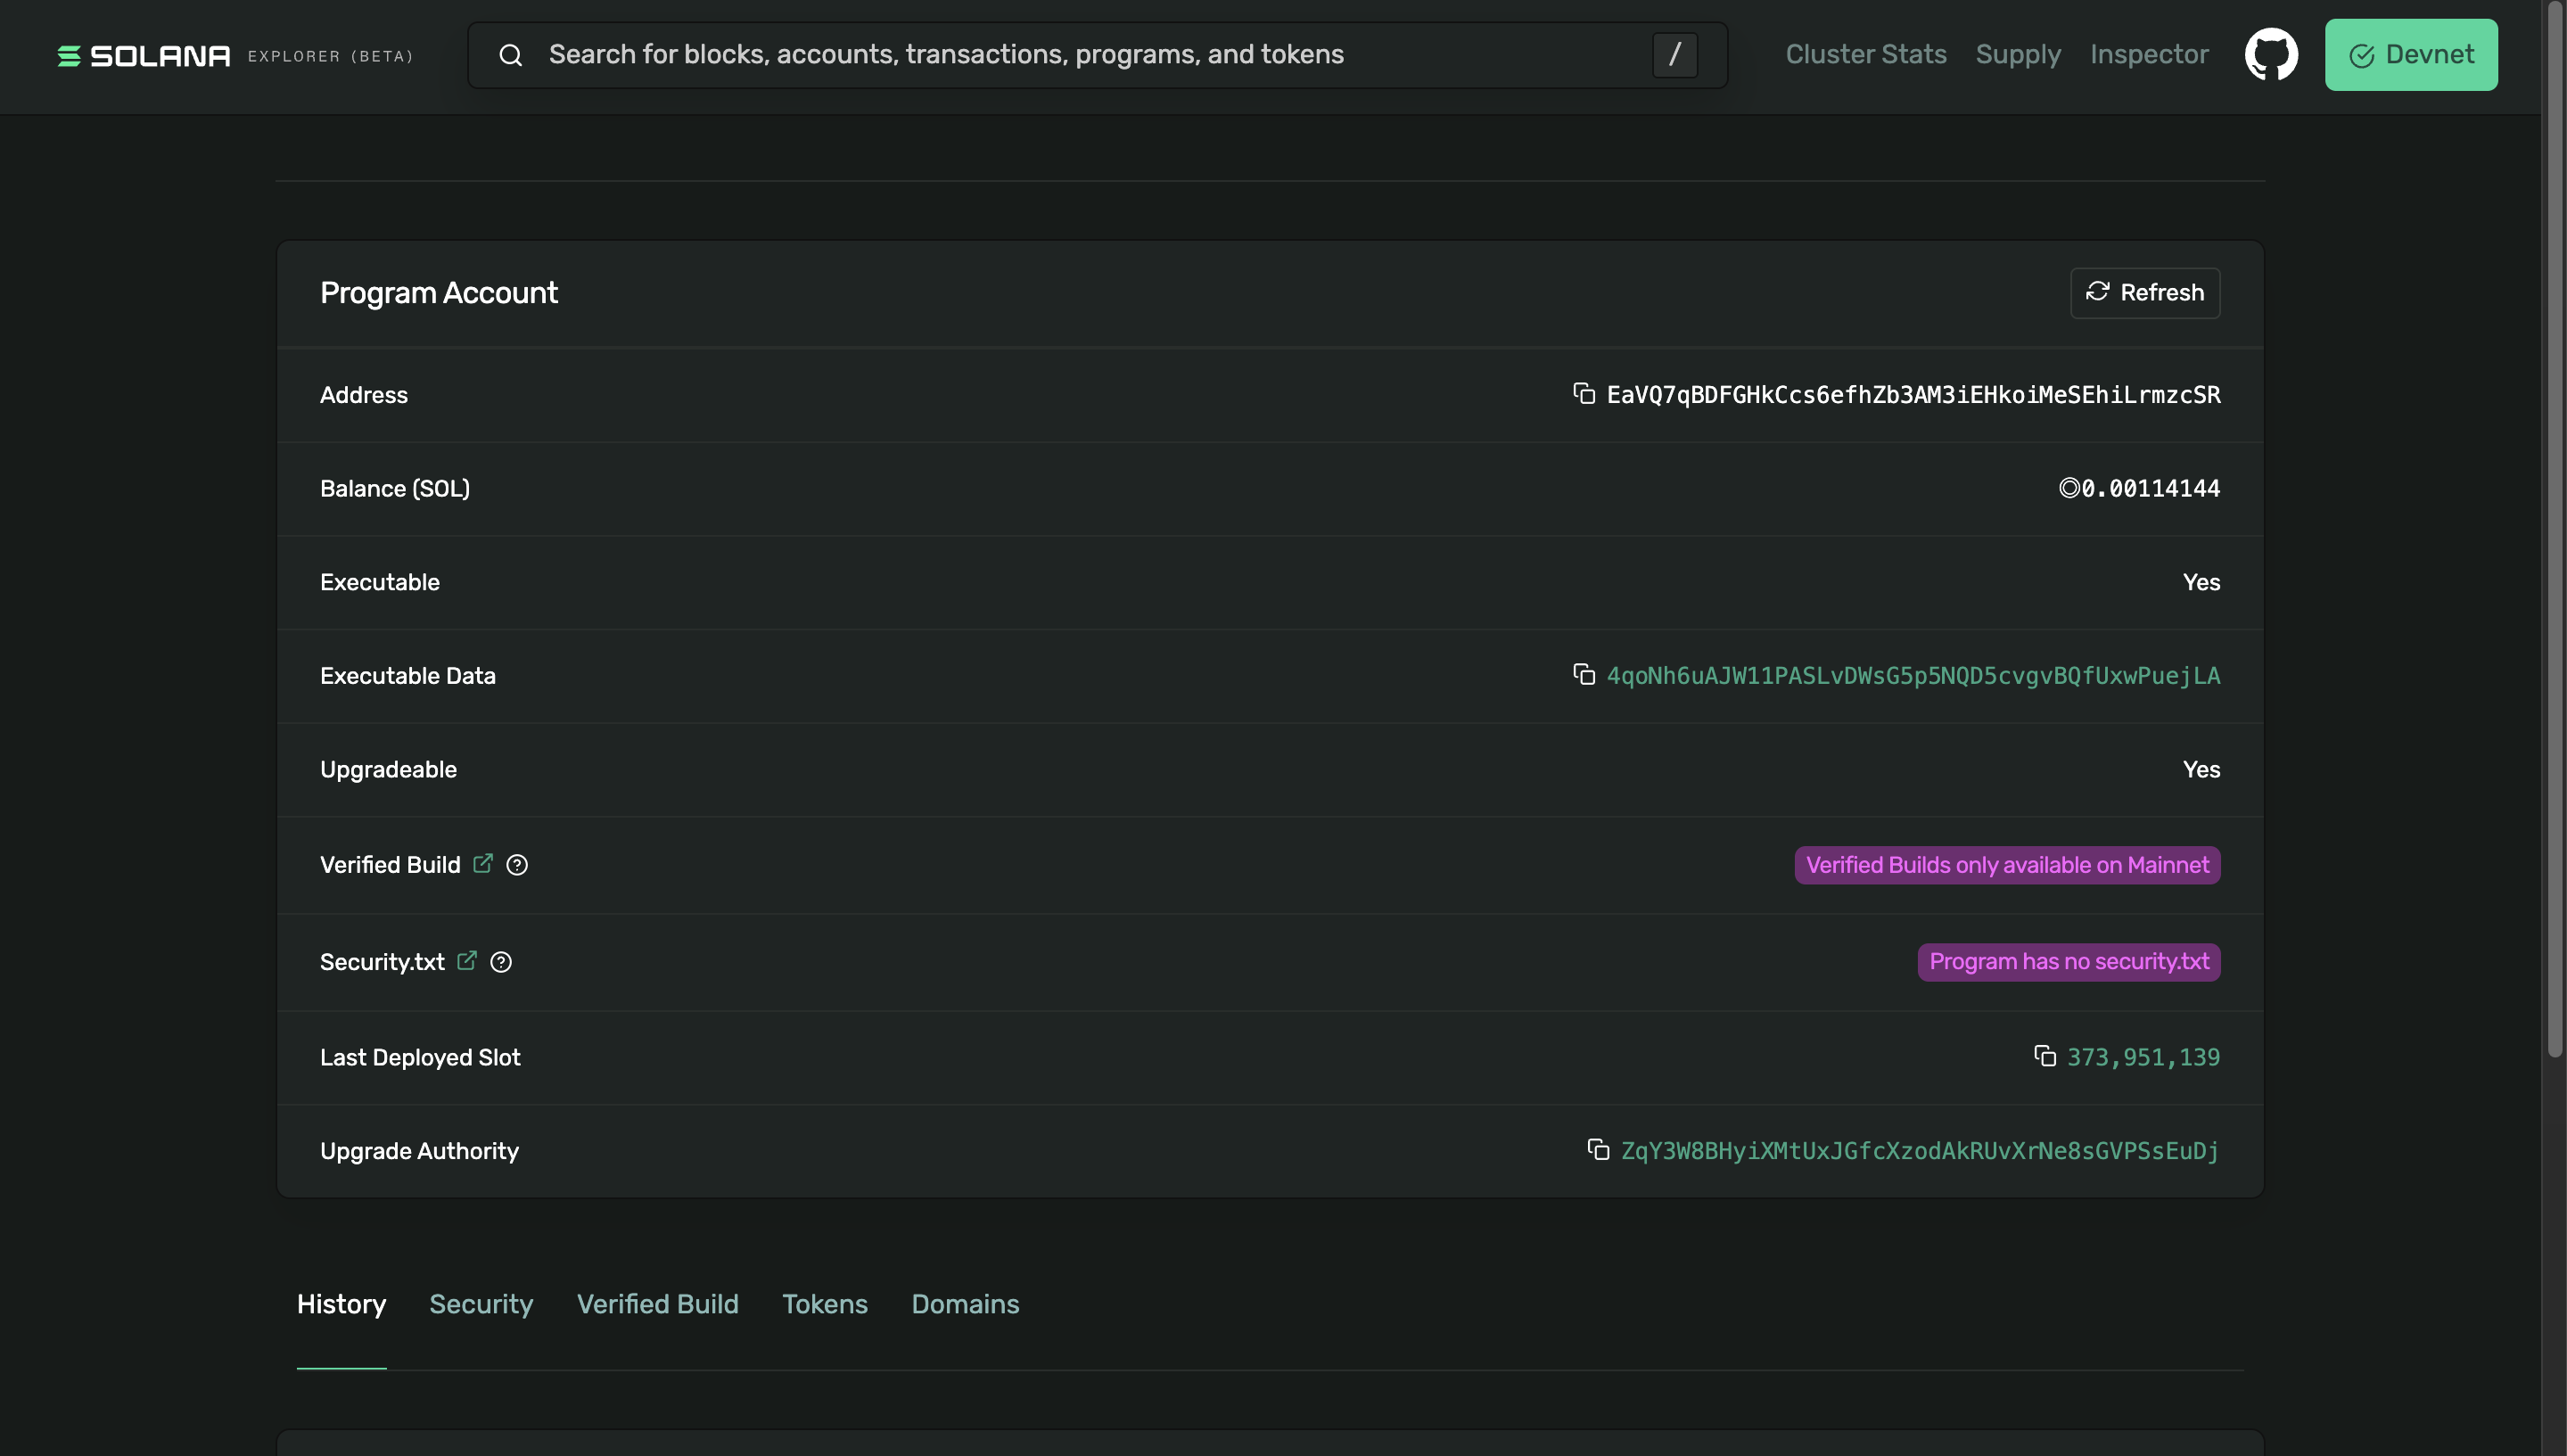 SOLANA EXPLORER (BETA) Search for blocks, accounts, transactions, programs, and tokens / Cluster Stats Supply Inspector Devnet
Program Account Refresh
Address EaVQ7qBDFGHkCcs6efhZb3AM3iEHkoiMeSEhiLrmzcSR
Balance (SOL) ◎0.00114144
Executable Yes
Executable Data 4qoNh6uAJW11PASLvDWsG5p5NQD5cvgvBQfUxwPuejLA
Upgradeable Yes
Verified Build Verified Builds only available on Mainnet
Security.txt Program has no security.txt
Last Deployed Slot 373,951,139
Upgrade Authority ZqY3W8BHyiXMtUxJGfcXzodAkRUvXrNe8sGVPSsEuDj
History Security Verified Build Tokens Domains